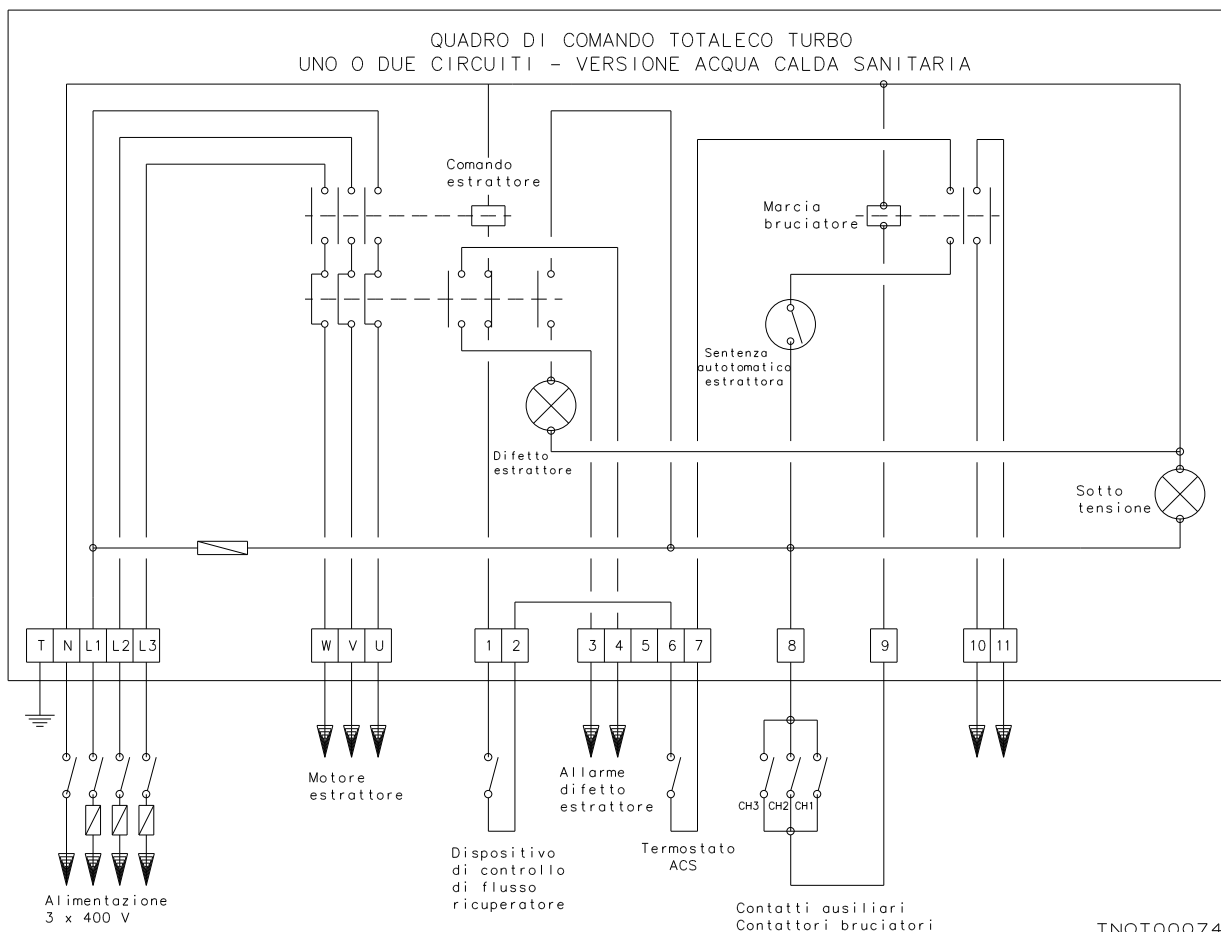 QUADRO DI COMANDO TOTALECO TURBO
UNO O DUE CIRCUITI - VERSIONE ACQUA CALDA SANITARIA
Comando
estrattore
Marcia
bruciatore
Sentenza
autotomatica
estrattora
Difetto
estrattore
Sotto
tensione
T N L1 L2 L3 W V U 1 2 3 4 5 6 7 8 9 10 11
Motore
estrattore
Allarme
difetto
estrattore
CH3 CH2 CH1
Termostato
ACS
Dispositivo
di controllo
di flusso
ricuperatore
Alimentazione
3 x 400 V
Contatti ausiliari
Contattori bruciatori
TNOT00074